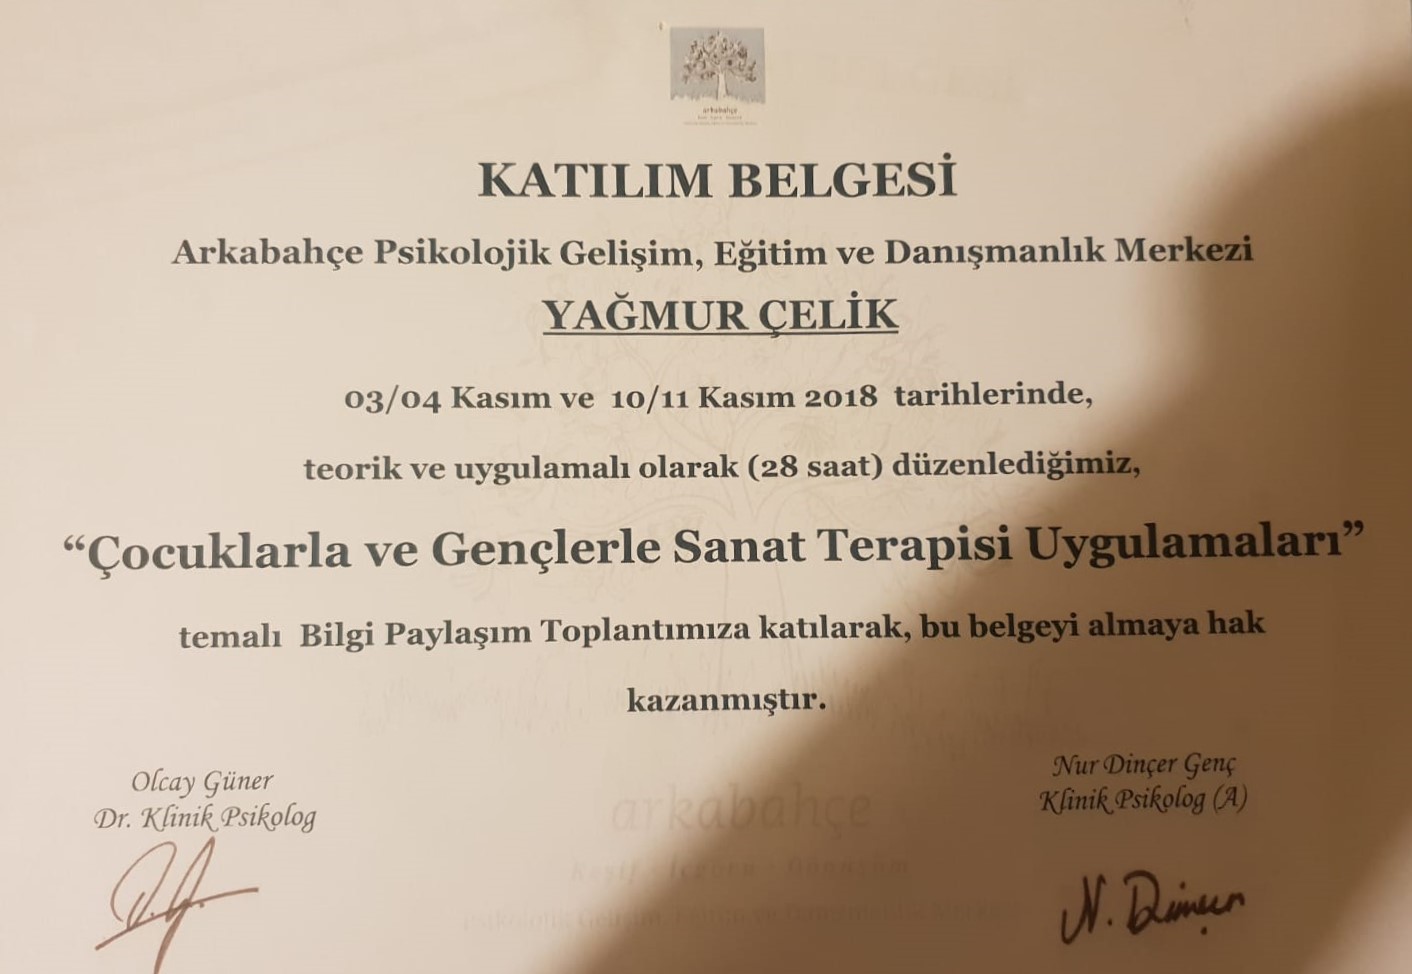 arkabahçe
KATILIM BELGESİ
Arkabahçe Psikolojik Gelişim, Eğitim ve Danışmanlık Merkezi
YAĞMUR ÇELİK
03/04 Kasım ve 10/11 Kasım 2018 tarihlerinde,
teorik ve uygulamalı olarak (28 saat) düzenlediğimiz,
“Çocuklarla ve Gençlerle Sanat Terapisi Uygulamaları”
temalı Bilgi Paylaşım Toplantımıza katılarak, bu belgeyi almaya hak
kazanmıştır.
Olcay Güner
Dr. Klinik Psikolog
Nur Dinçer Genç
Klinik Psikolog (A)
arkabahçe
N. Dinçer